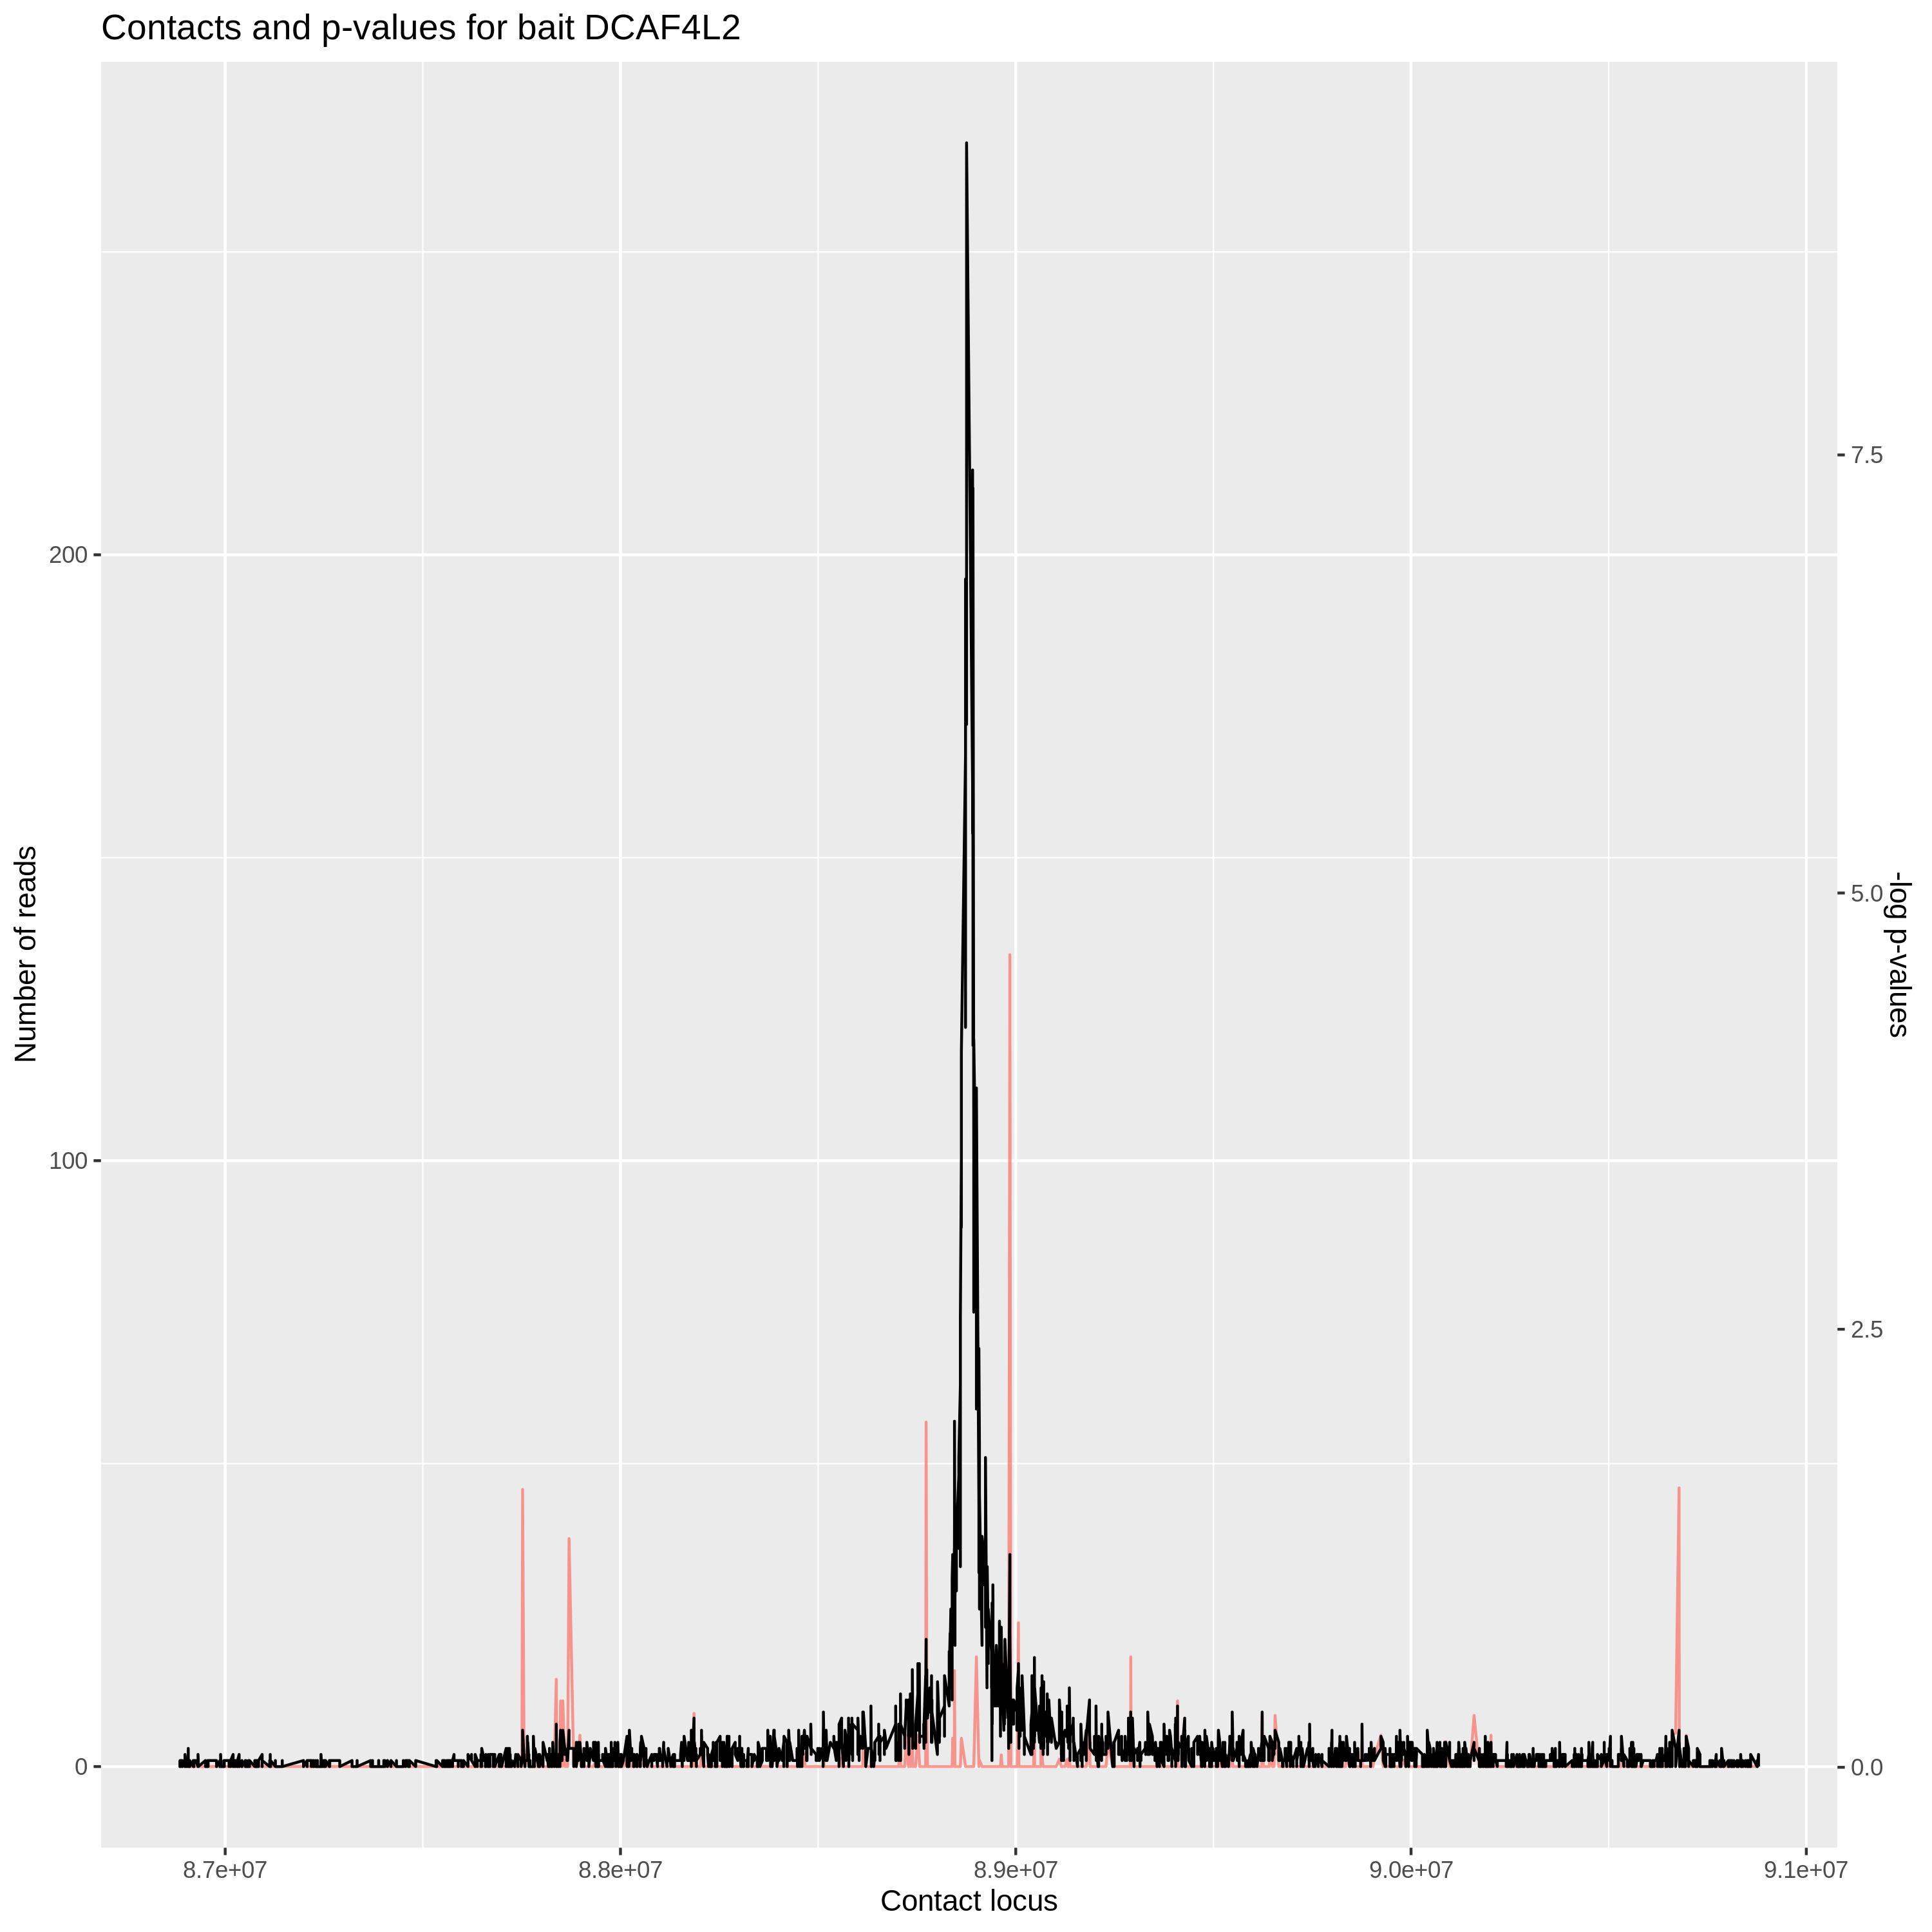 Contacts and p-values for bait DCAF4L2
Number of reads
200
100
0
7.5
5.0
2.5
0.0
-log p-values
8.7e+07
8.8e+07
8.9e+07
9.0e+07
9.1e+07
Contact locus